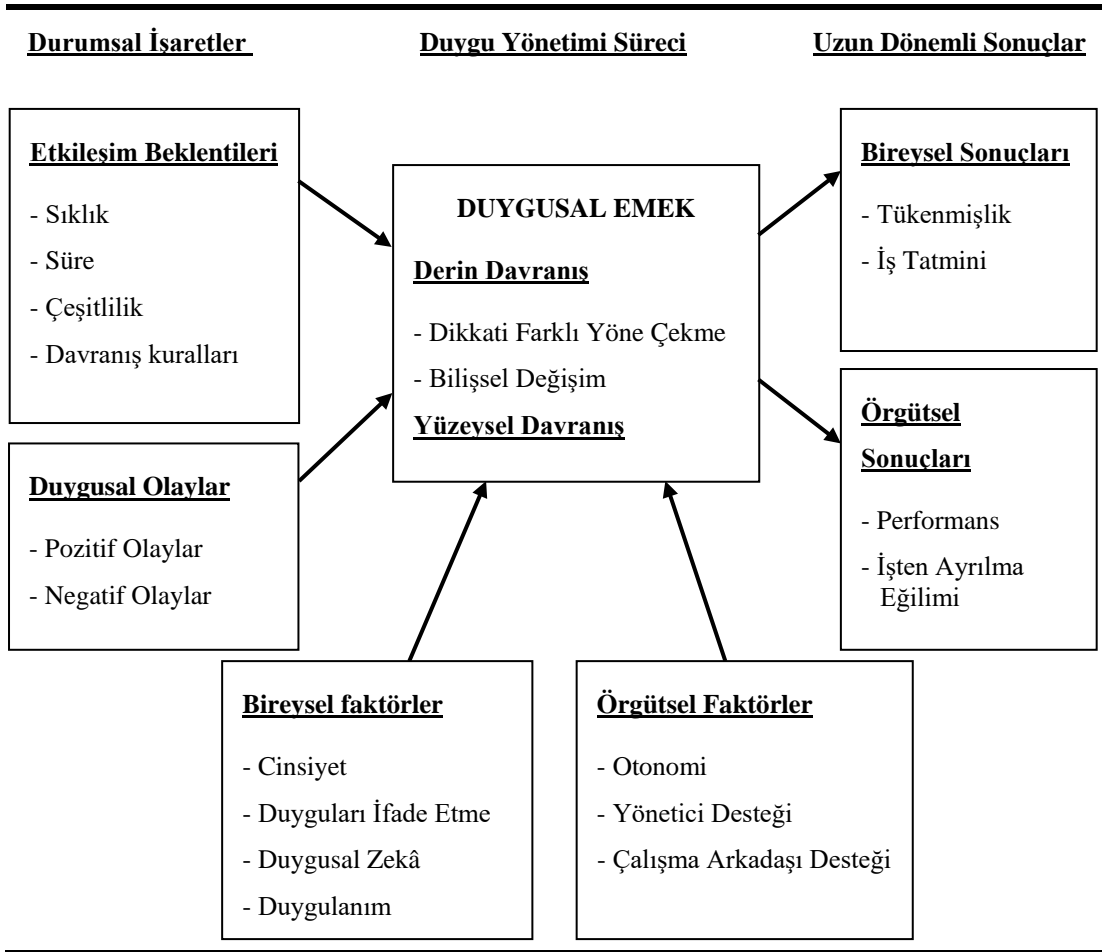 Durumsal İşaretler
Duygu Yönetimi Süreci
Uzun Dönemli Sonuçlar
Etkileşim Beklentileri
- Sıklık
- Süre
- Çeşitlilik
- Davranış kuralları
Duygusal Olaylar
- Pozitif Olaylar
- Negatif Olaylar
DUYGUSAL EMEK
Derin Davranış
- Dikkati Farklı Yöne Çekme
- Bilişsel Değişim
Yüzeysel Davranış
Bireysel Sonuçları
- Tükenmişlik
- İş Tatmini
Örgütsel
Sonuçları
- Performans
- İşten Ayrılma
Eğilimi
Bireysel faktörler
- Cinsiyet
- Duyguları İfade Etme
- Duygusal Zekâ
- Duygulanım
Örgütsel Faktörler
- Otonomi
- Yönetici Desteği
- Çalışma Arkadaşı Desteği